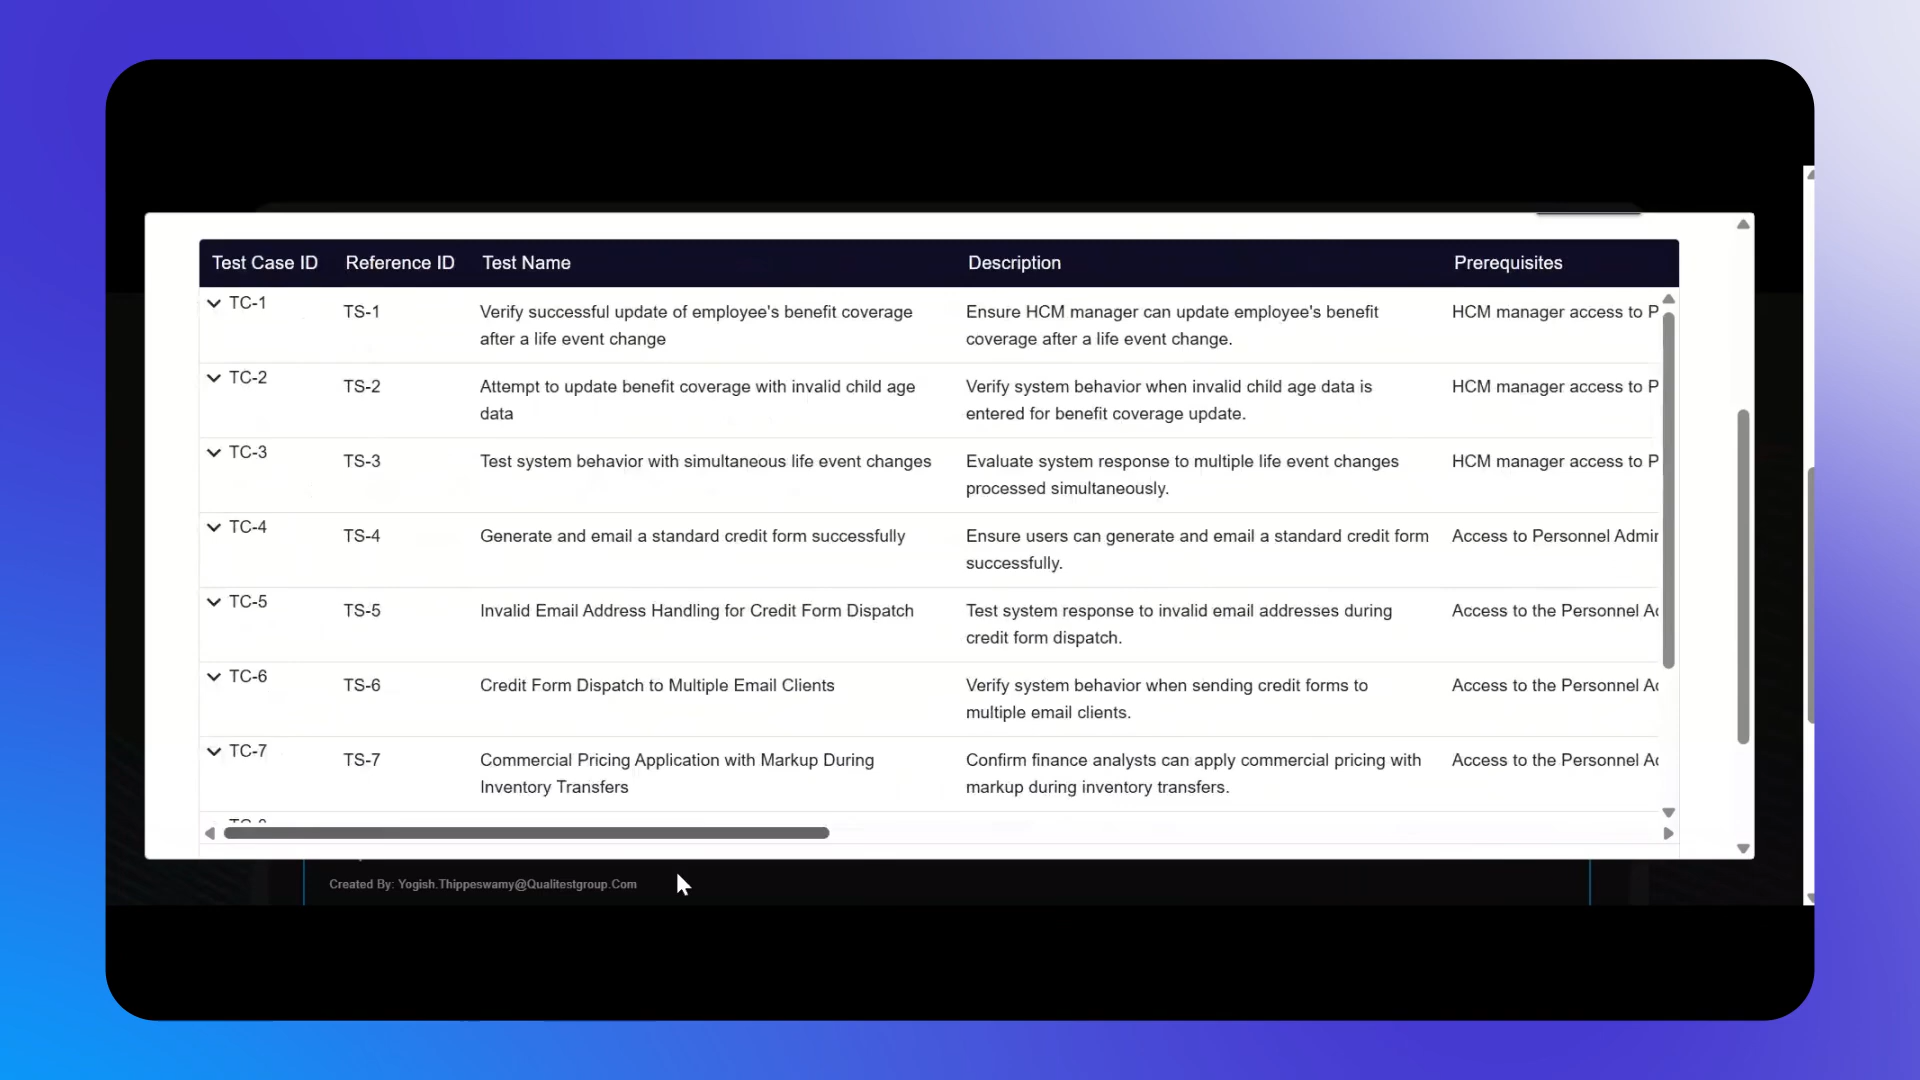 Test Case ID Reference ID Test Name Description Prerequisites
TC-1 TS-1 Verify successful update of employee's benefit coverage Ensure HCM manager can update employee's benefit HCM manager access to P
after a life event change coverage after a life event change.
TC-2 TS-2 Attempt to update benefit coverage with invalid child age Verify system behavior when invalid child age data is HCM manager access to P
data entered for benefit coverage update.
TC-3 TS-3 Test system behavior with simultaneous life event changes Evaluate system response to multiple life event changes HCM manager access to P
processed simultaneously.
TC-4 TS-4 Generate and email a standard credit form successfully Ensure users can generate and email a standard credit form Access to Personnel Admi
successfully.
TC-5 TS-5 Invalid Email Address Handling for Credit Form Dispatch Test system response to invalid email addresses during Access to the Personnel A
credit form dispatch.
TC-6 TS-6 Credit Form Dispatch to Multiple Email Clients Verify system behavior when sending credit forms to Access to the Personnel A
multiple email clients.
TC-7 TS-7 Commercial Pricing Application with Markup During Confirm finance analysts can apply commercial pricing with Access to the Personnel A
Inventory Transfers markup during inventory transfers.
Created By: Yogish.Thippeswamy@Qualitestgroup.Com